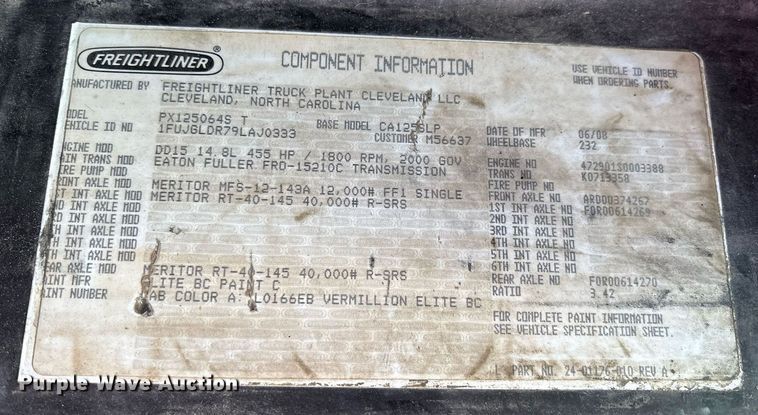 FREIGHTLINER
COMPONENT INFORMATION
USE VEHICLE ID NUMBER
WHEN ORDERING PARTS.
ANUFACTURED BY FREIGHTLINER TRUCK PLANT CLEVELAND LLC
CLEVELAND, NORTH CAROLINA
ODEL PX125064S T BASE MODEL CA125SLP DATE OF MFR 06/08
EHICLE ID NO 1FUJGLDR79LAJ0333 CUSTOMER M56637 WHEELBASE 232
NGINE MOD DD15 14.8L 455 HP / 1800 RPM, 2000 GOV ENGINE NO 472901S0003388
AIN TRANS MOD EATON FULLER FRO-15210C TRANSMISSION TRANS NO K0713358
IRE PUMP MOD FIRE PUMP NO
RONT AXLE MOD MERITOR MFS-12-143A 12,000# FF1 SINGLE FRONT AXLE NO ARD00374267
ST INT AXLE MOD MERITOR RT-40-145 40,000# R-SRS 1ST INT AXLE NO FOR00614269
ND INT AXLE MOD 2ND INT AXLE NO
RD INT AXLE MOD 3RD INT AXLE NO
TH INT AXLE MOD 4TH INT AXLE NO
TH INT AXLE MOD 5TH INT AXLE NO
TH INT AXLE MOD 6TH INT AXLE NO
EAR AXLE MOD MERITOR RT-40-145 40,000# R-SRS REAR AXLE NO FOR00614270
AINT MFR ELITE BC PAINT C RATIO 3.42
AINT NUMBER AB COLOR A: L0166EB VERMILLION ELITE BC
FOR COMPLETE PAINT INFORMATION
SEE VEHICLE SPECIFICATION SHEET.
PART NO. 24-01176-010 REV A
Purple Wave Auction